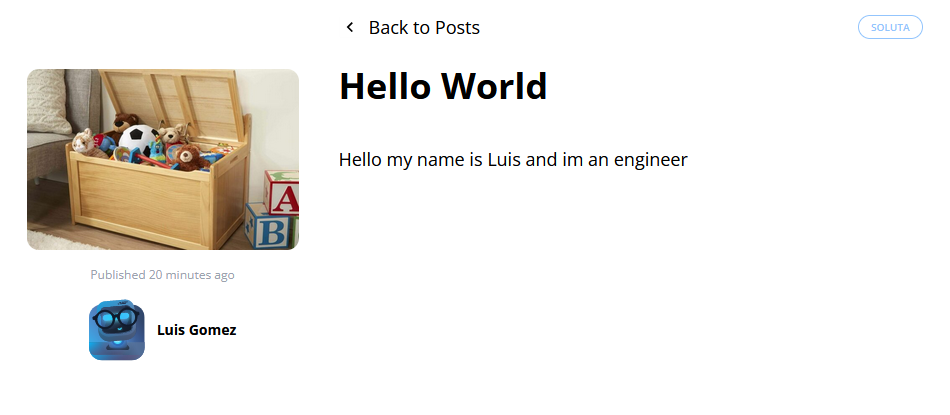 Back to Posts
SOLUTA
Hello World
Hello my name is Luis and im an engineer
A
B
Published 20 minutes ago
Luis Gomez